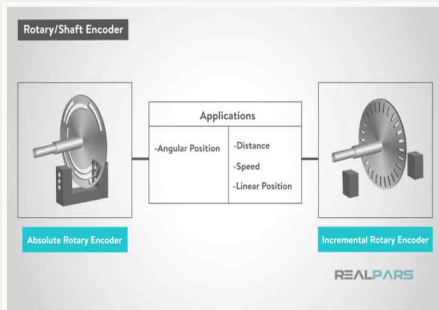 Rotary/Shaft Encoder
Applications
-Angular Position
-Distance
-Speed
-Linear Position
Absolute Rotary Encoder
Incremental Rotary Encoder
REALPARS